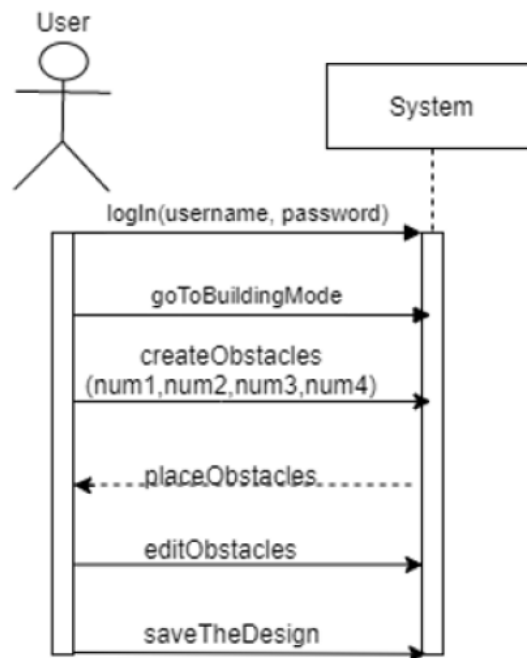 User
System
logIn(username, password)
goToBuildingMode
createObstacles
(num1,num2,num3,num4)
placeObstacles
editObstacles
saveTheDesign